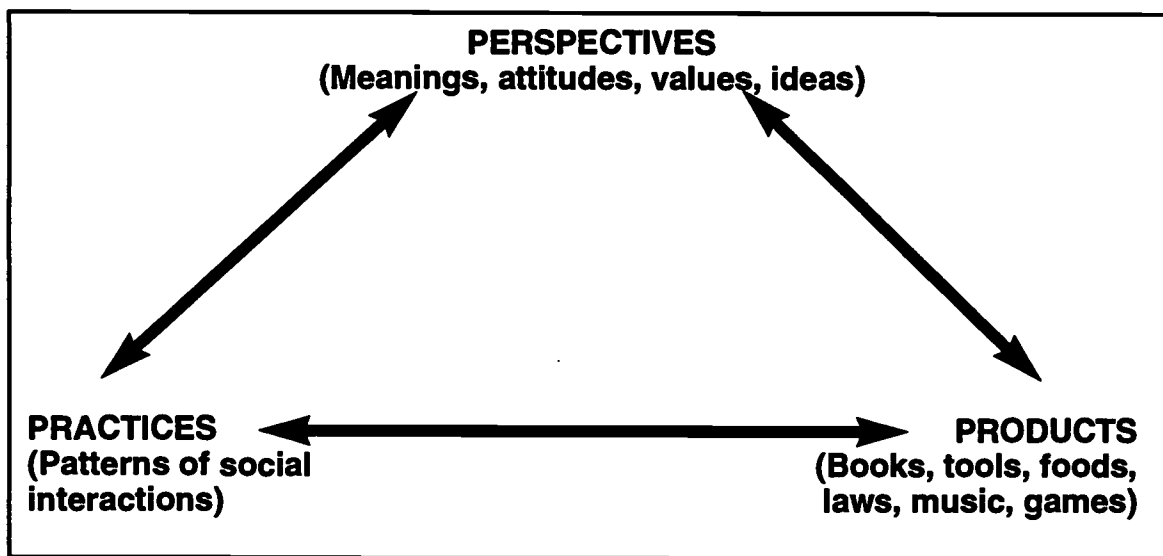 PERSPECTIVES
(Meanings, attitudes, values, ideas)
PRACTICES
(Patterns of social
interactions)
PRODUCTS
(Books, tools, foods,
laws, music, games)